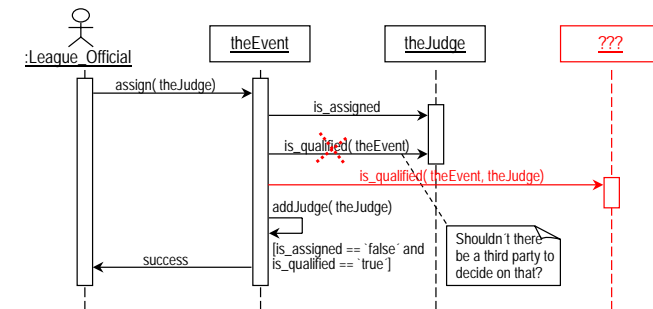 :League_Official
theEvent
theJudge
???
assign( theJudge)
is_assigned
is_qualified( theEvent)
is_qualified( theEvent, theJudge)
addJudge( theJudge)
[is_assigned == `false´ and
is_qualified == `true´]
Shouldn´t there
be a third party to
decide on that?
success